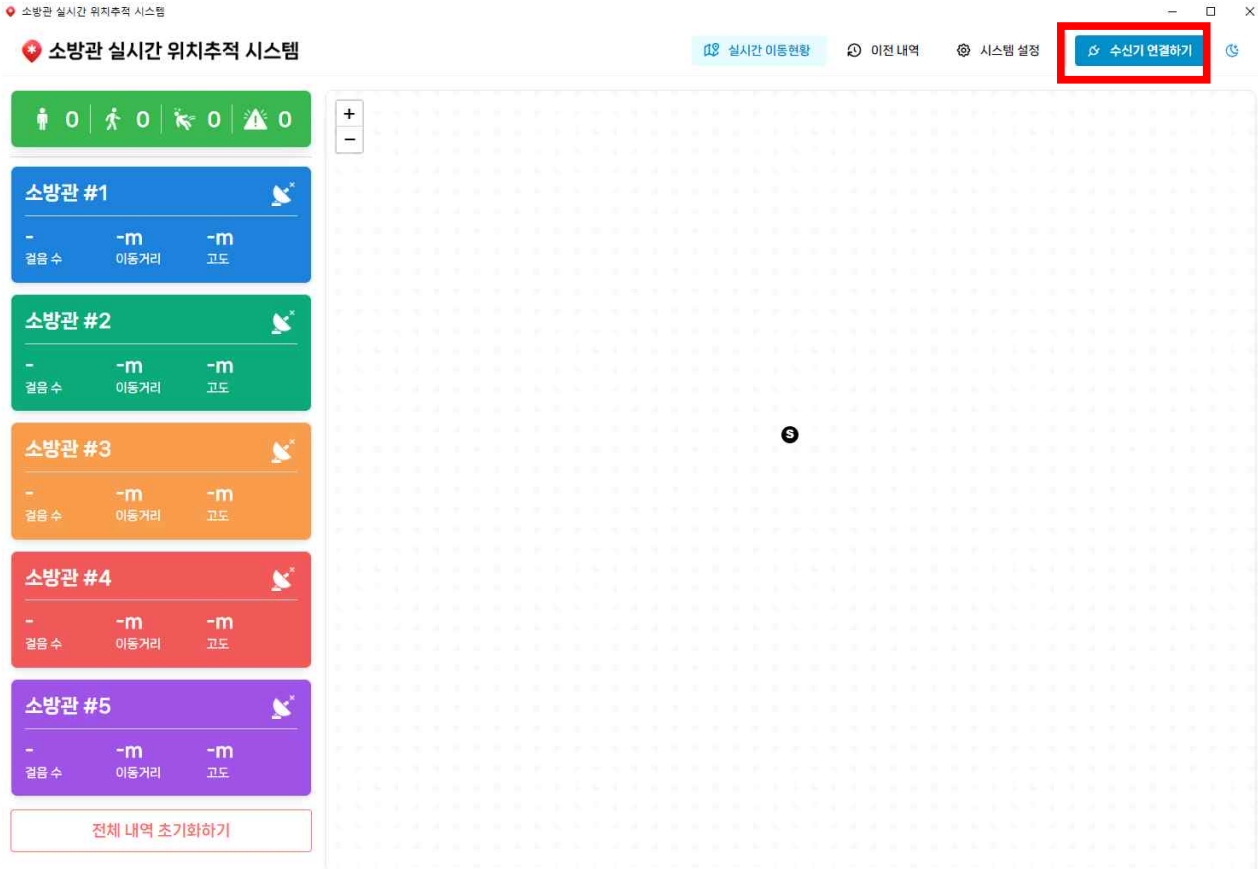 소방관 실시간 위치추적 시스템
소방관 실시간 위치추적 시스템
실시간 이동현황 이전 내역 시스템 설정 수신기 연결하기
0 0 0 0
+
−
소방관 #1
- -m -m
걸음 수 이동거리 고도
소방관 #2
- -m -m
걸음 수 이동거리 고도
S
소방관 #3
- -m -m
걸음 수 이동거리 고도
소방관 #4
- -m -m
걸음 수 이동거리 고도
소방관 #5
- -m -m
걸음 수 이동거리 고도
전체 내역 초기화하기